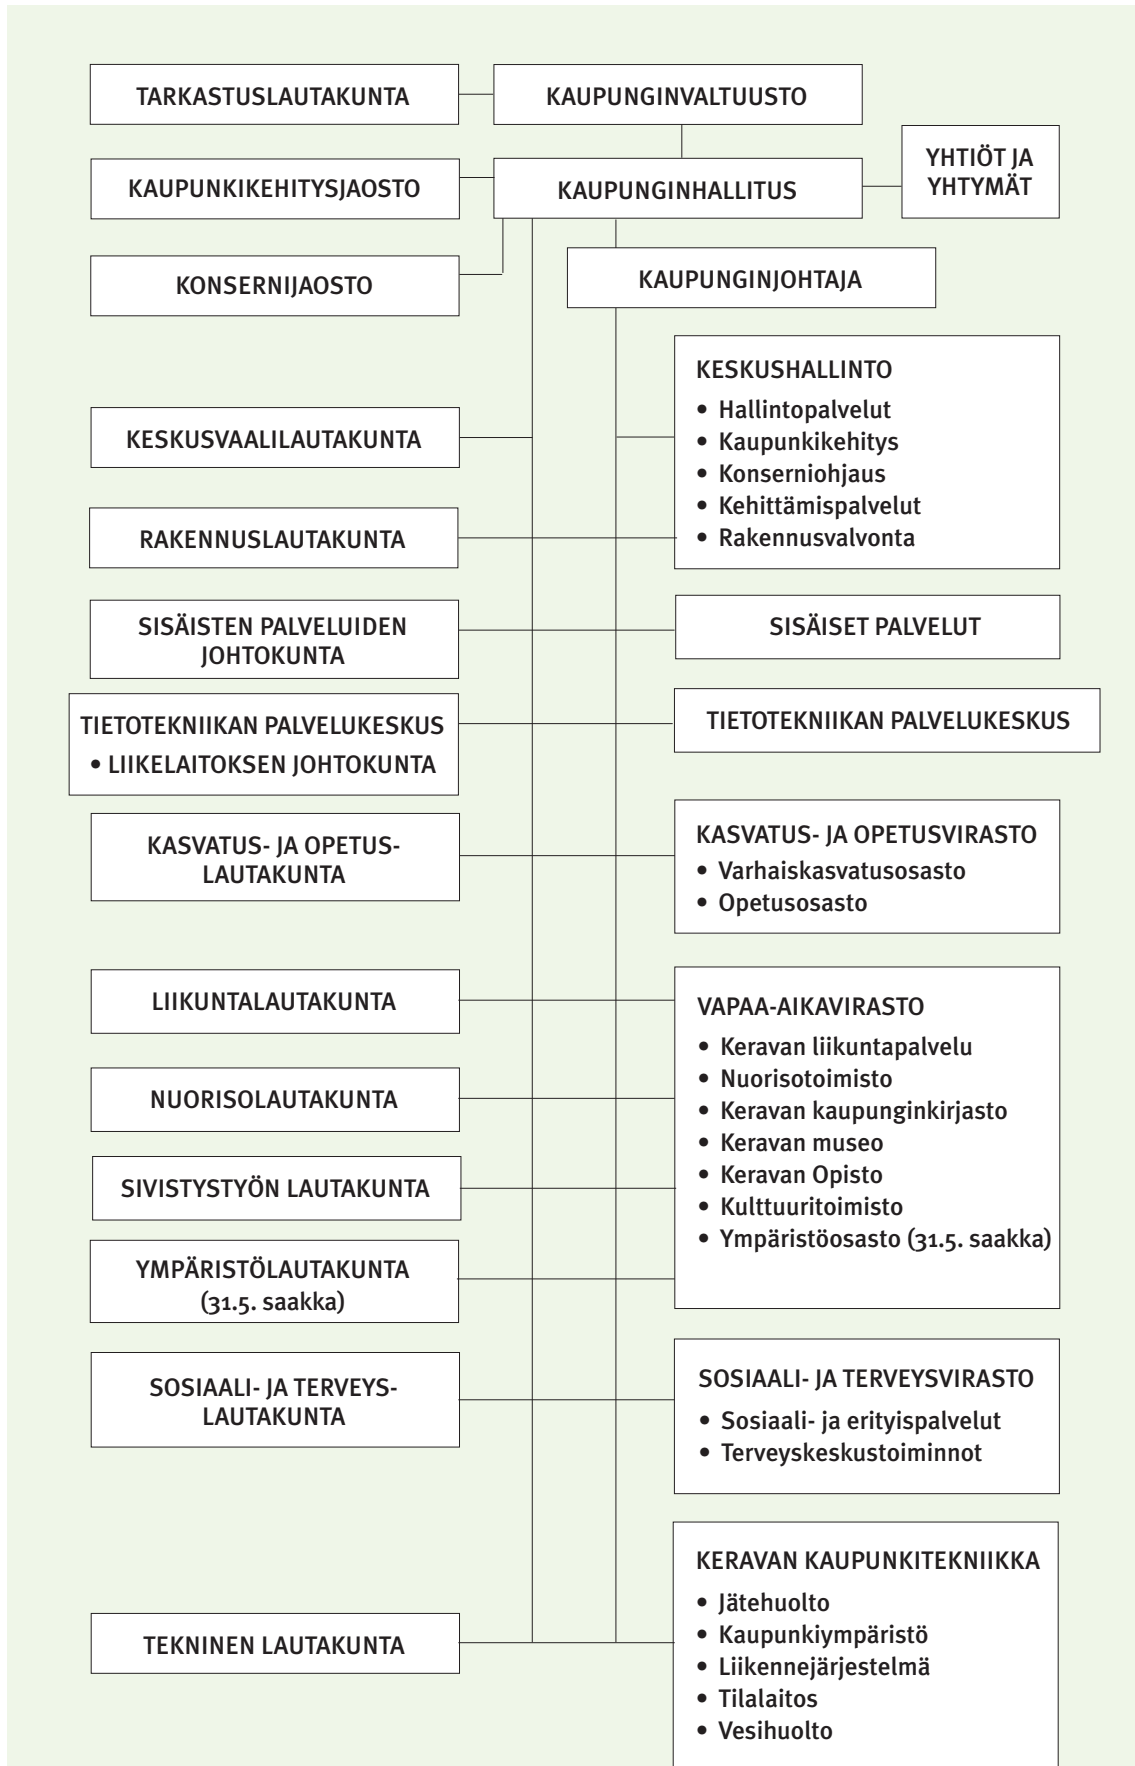 TARKASTUSLAUTAKUNTA
KAUPUNGINVALTUUSTO
KAUPUNKIKEHITYSJAOSTO
KAUPUNGINHALLITUS
YHTIÖT JA
YHTYMÄT
KONSERNIJAOSTO
KAUPUNGINJOHTAJA
KESKUSVAALILAUTAKUNTA
KESKUSHALLINTO
• Hallintopalvelut
• Kaupunkikehitys
• Konserniohjaus
• Kehittämispalvelut
• Rakennusvalvonta
RAKENNUSLAUTAKUNTA
SISÄISTEN PALVELUIDEN
JOHTOKUNTA
SISÄISET PALVELUT
TIETOTEKNIIKAN PALVELUKESKUS
• LIIKELAITOKSEN JOHTOKUNTA
TIETOTEKNIIKAN PALVELUKESKUS
KASVATUS- JA OPETUS-
LAUTAKUNTA
KASVATUS- JA OPETUSVIRASTO
• Varhaiskasvatusosasto
• Opetusosasto
LIIKUNTALAUTAKUNTA
NUORISOLAUTAKUNTA
SIVISTYSTYÖN LAUTAKUNTA
YMPÄRISTÖLAUTAKUNTA
(31.5. saakka)
VAPAA-AIKAVIRASTO
• Keravan liikuntapalvelu
• Nuorisotoimisto
• Keravan kaupunginkirjasto
• Keravan museo
• Keravan Opisto
• Kulttuuritoimisto
• Ympäristöosasto (31.5. saakka)
SOSIAALI- JA TERVEYS-
LAUTAKUNTA
SOSIAALI- JA TERVEYSVIRASTO
• Sosiaali- ja erityispalvelut
• Terveyskeskustoiminnot
TEKNINEN LAUTAKUNTA
KERAVAN KAUPUNKITEKNIIKKA
• Jätehuolto
• Kaupunkiympäristö
• Liikennejärjestelmä
• Tilalaitos
• Vesihuolto